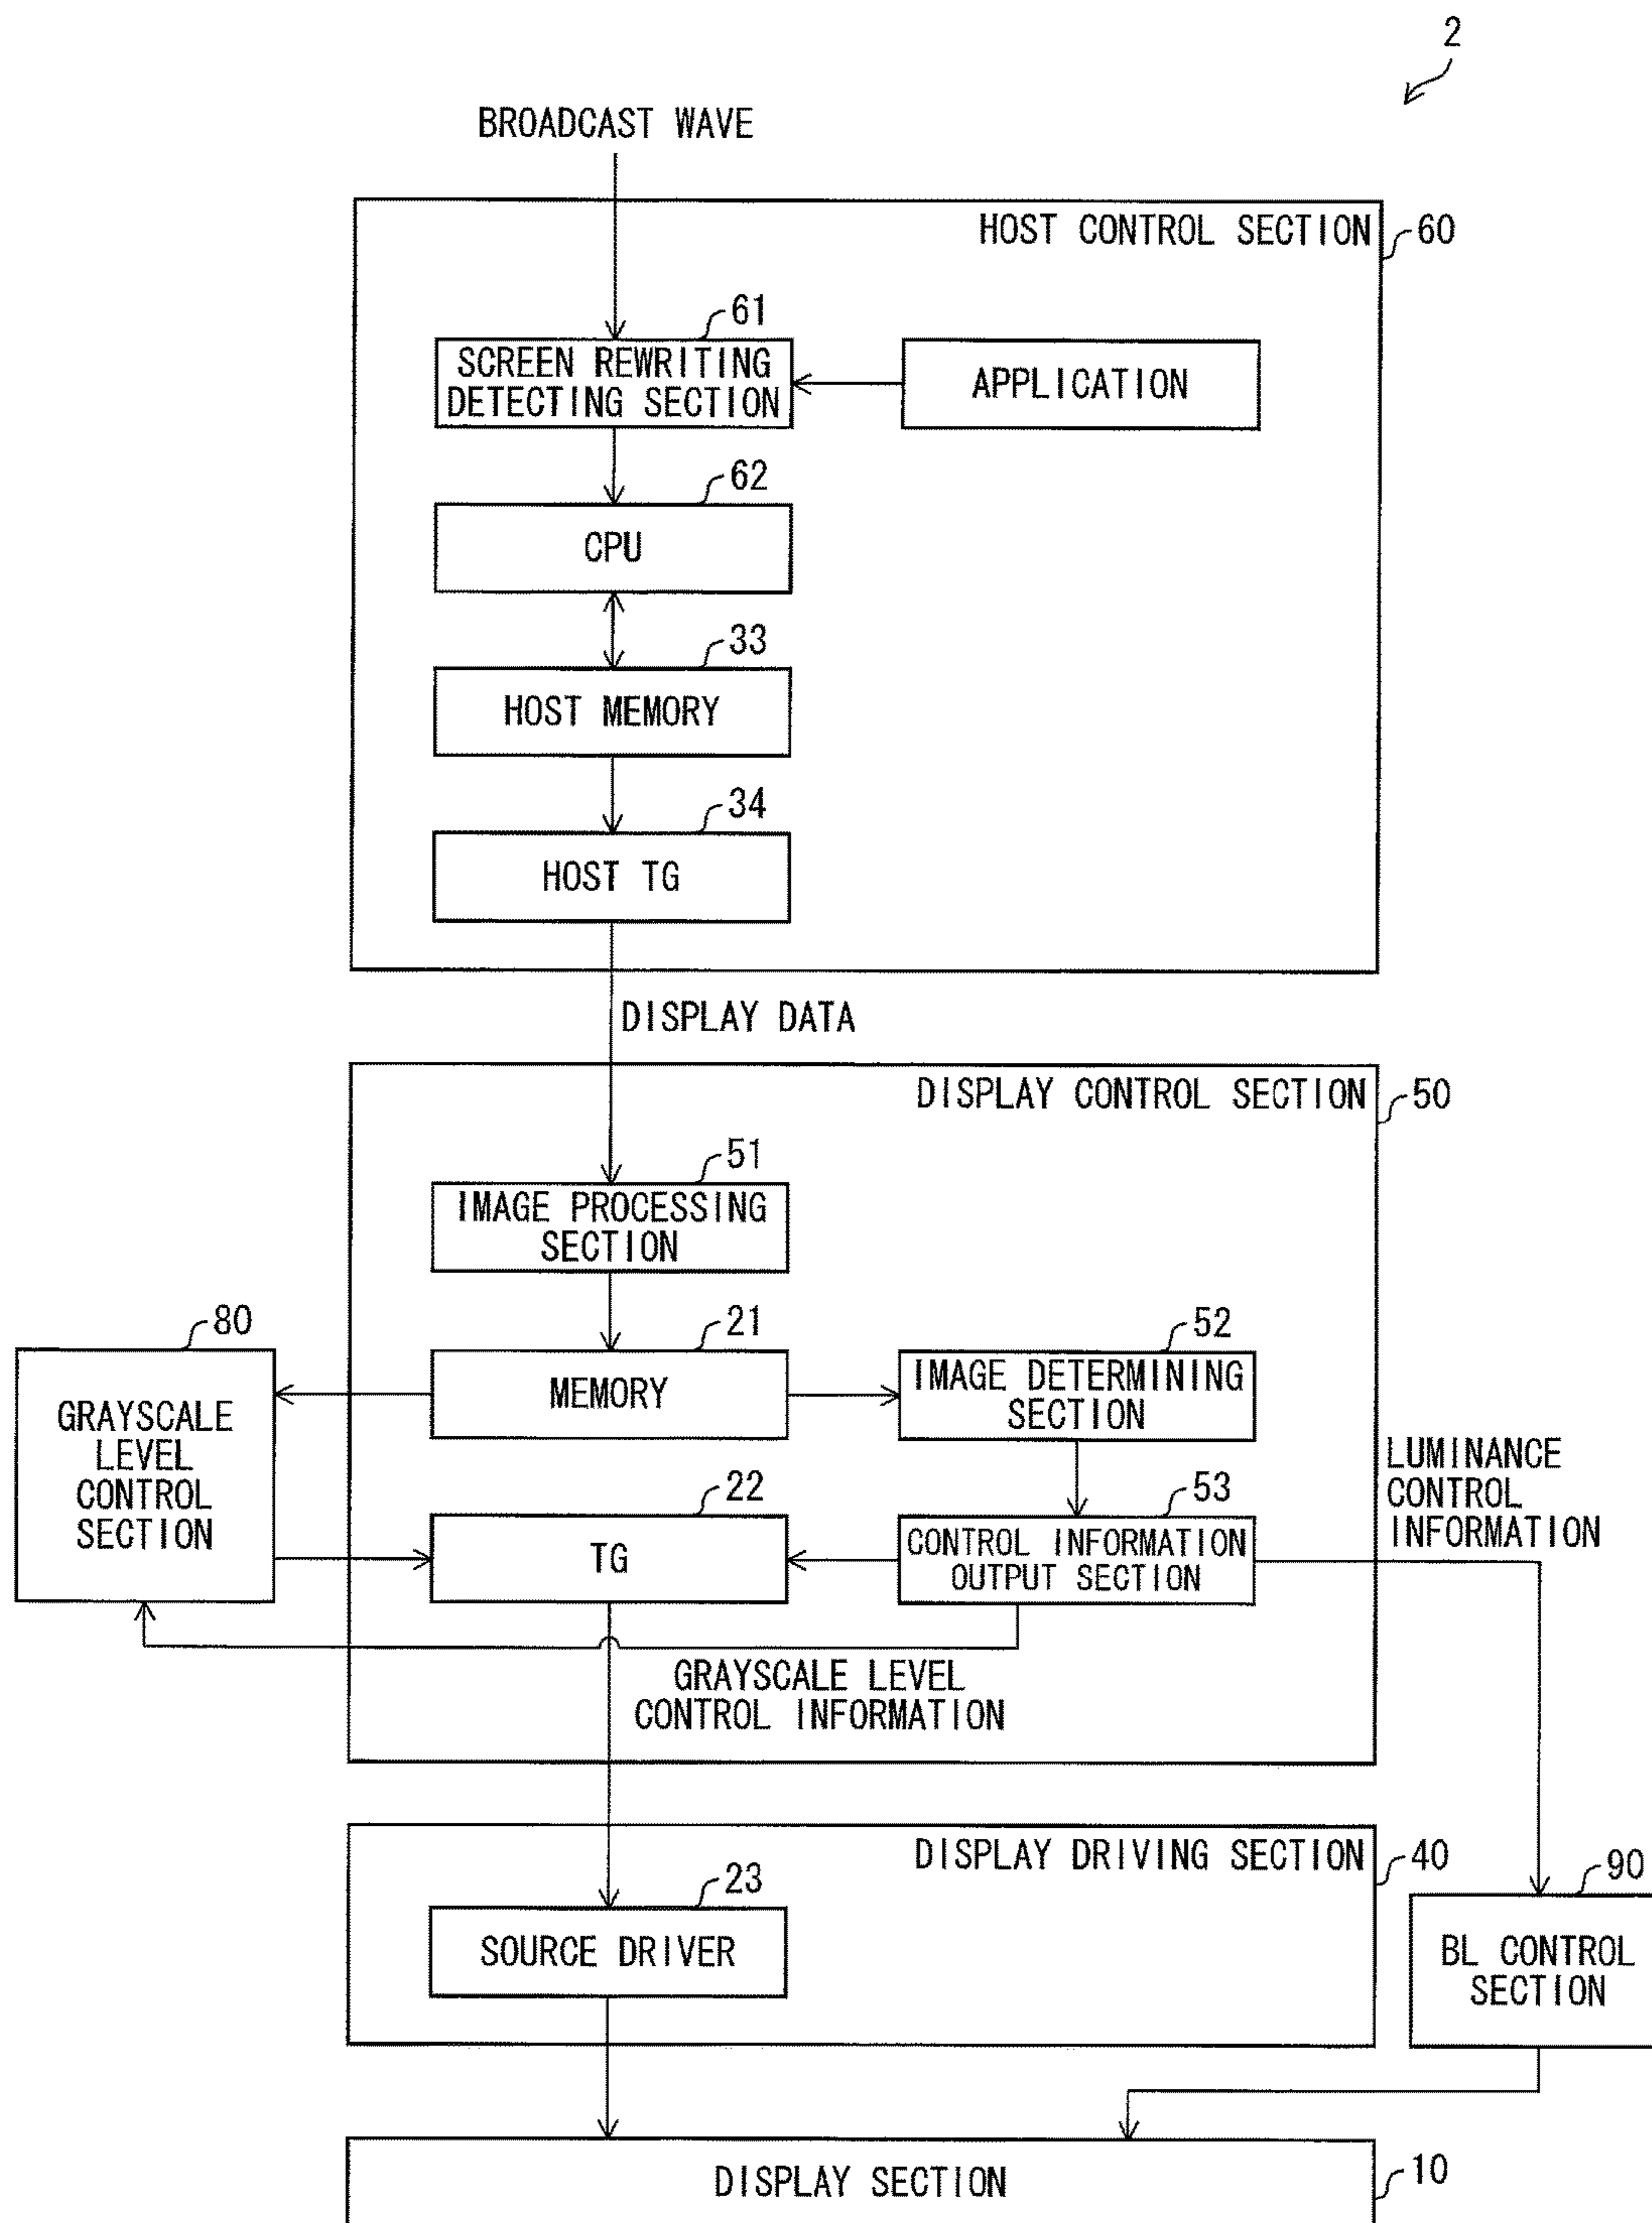 2
BROADCAST WAVE
HOST CONTROL SECTION
60
61
SCREEN REWRITING
DETECTING SECTION
APPLICATION
62
CPU
33
HOST MEMORY
34
HOST TG
DISPLAY DATA
DISPLAY CONTROL SECTION
50
51
IMAGE PROCESSING
SECTION
80
GRAYSCALE
LEVEL
CONTROL
SECTION
21
MEMORY
52
IMAGE DETERMINING
SECTION
22
TG
53
CONTROL INFORMATION
OUTPUT SECTION
LUMINANCE
CONTROL
INFORMATION
GRAYSCALE LEVEL
CONTROL INFORMATION
DISPLAY DRIVING SECTION
40
23
SOURCE DRIVER
90
BL CONTROL
SECTION
DISPLAY SECTION
10